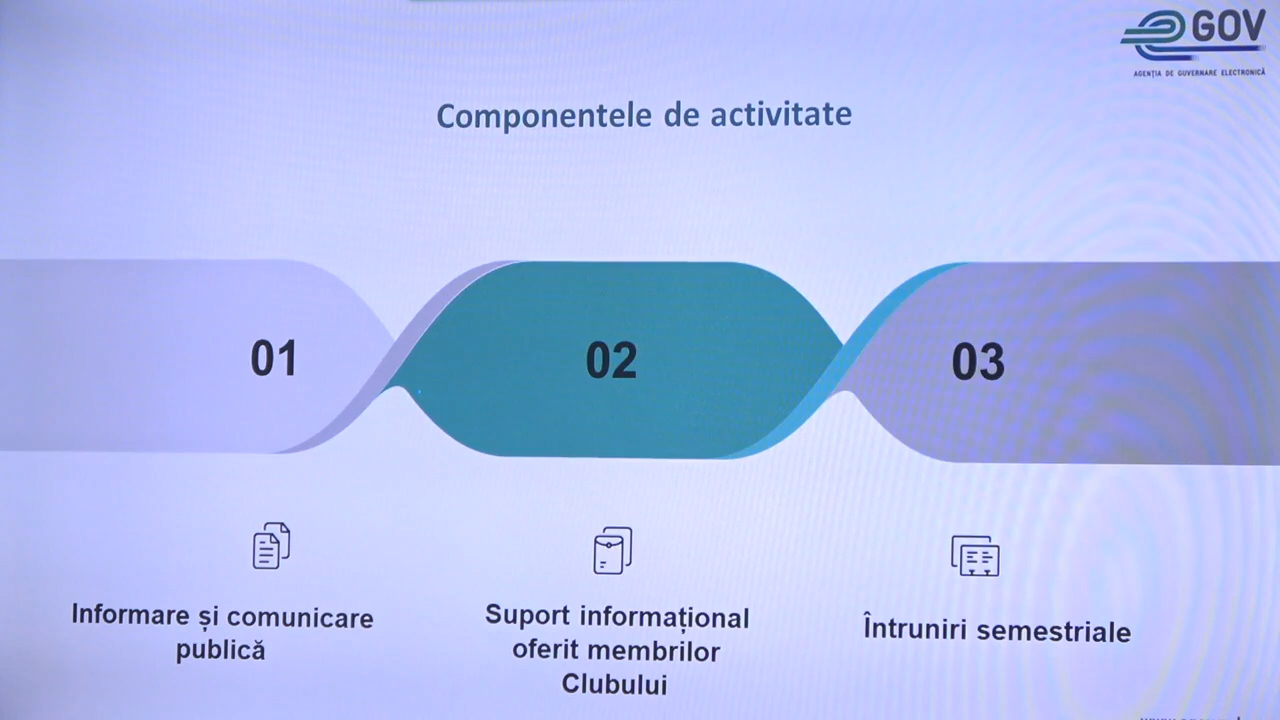 GOV
AGENȚIA DE GUVERNARE ELECTRONICĂ
Componentele de activitate
01
02
03
Informare și comunicare
publică
Suport informațional
oferit membrilor
Clubului
Întruniri semestriale